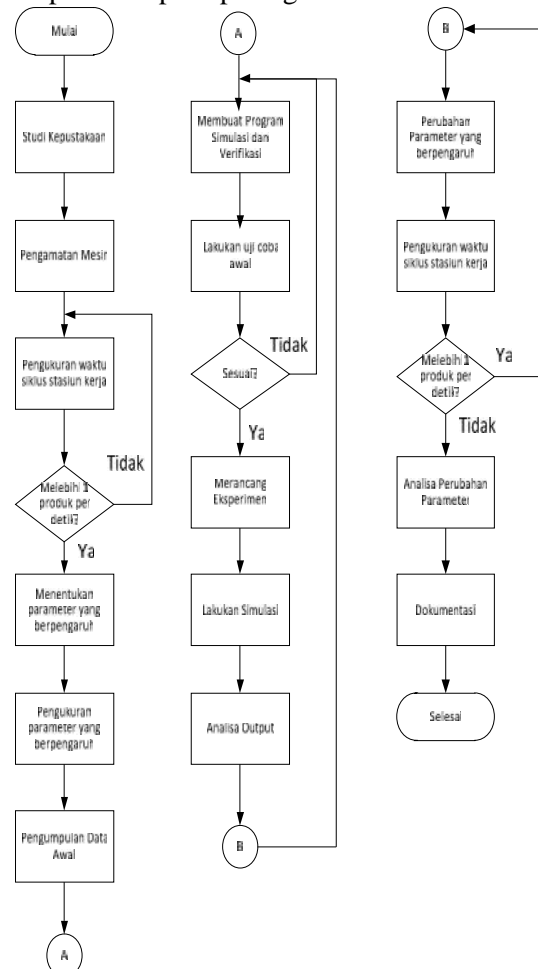 Mulai
Studi Kepustakaan
Pengamatan Mesin
Pengukuran waktu
siklus stasiun kerja
Tidak
Melebihi 1
produk per
detik?
Ya
Menentukan
parameter yang
berpengaruh
Pengukuran
parameter yang
berpengaruh
Pengumpulan Data
Awal
A
A
Membuat Program
Simulasi dan
Verifikasi
Lakukan uji coba
awal
Tidak
Sesuai?
Ya
Merancang
Eksperimen
Lakukan Simulasi
Analisa Output
B
B
Perubahan
Parameter yang
berpengaruh
Pengukuran waktu
siklus stasiun kerja
Melebihi 1
produk per
detik?
Ya
Tidak
Analisa Perubahan
Parameter
Dokumentasi
Selesai